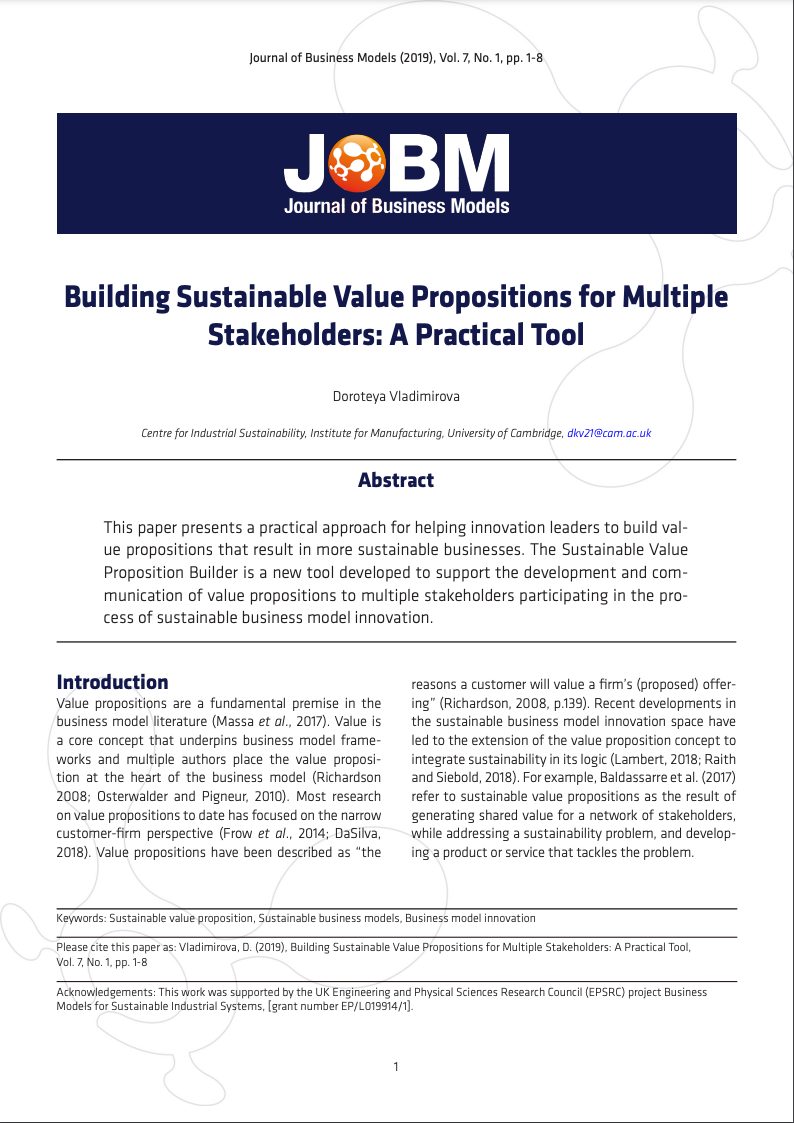 Journal of Business Models (2019), Vol. 7, No. 1, pp. 1-8
JOBM
Journal of Business Models
Building Sustainable Value Propositions for Multiple
Stakeholders: A Practical Tool
Doroteya Vladimirova
Centre for Industrial Sustainability, Institute for Manufacturing, University of Cambridge, dkv21@cam.ac.uk
Abstract
This paper presents a practical approach for helping innovation leaders to build val-
ue propositions that result in more sustainable businesses. The Sustainable Value
Proposition Builder is a new tool developed to support the development and com-
munication of value propositions to multiple stakeholders participating in the pro-
cess of sustainable business model innovation.
Introduction
Value propositions are a fundamental premise in the
business model literature (Massa et al., 2017). Value is
a core concept that underpins business model frame-
works and multiple authors place the value proposi-
tion at the heart of the business model (Richardson
2008; Osterwalder and Pigneur, 2010). Most research
on value propositions to date has focused on the narrow
customer-firm perspective (Frow et al., 2014; DaSilva,
2018). Value propositions have been described as “the
reasons a customer will value a firm’s (proposed) offer-
ing” (Richardson, 2008, p.139). Recent developments in
the sustainable business model innovation space have
led to the extension of the value proposition concept to
integrate sustainability in its logic (Lambert, 2018; Raith
and Siebold, 2018). For example, Baldassarre et al. (2017)
refer to sustainable value propositions as the result of
generating shared value for a network of stakeholders,
while addressing a sustainability problem, and develop-
ing a product or service that tackles the problem.
Keywords: Sustainable value proposition, Sustainable business models, Business model innovation
Please cite this paper as: Vladimirova, D. (2019), Building Sustainable Value Propositions for Multiple Stakeholders: A Practical Tool,
Vol. 7, No. 1, pp. 1-8
Acknowledgements: This work was supported by the UK Engineering and Physical Sciences Research Council (EPSRC) project Business
Models for Sustainable Industrial Systems, [grant number EP/L019914/1].
1